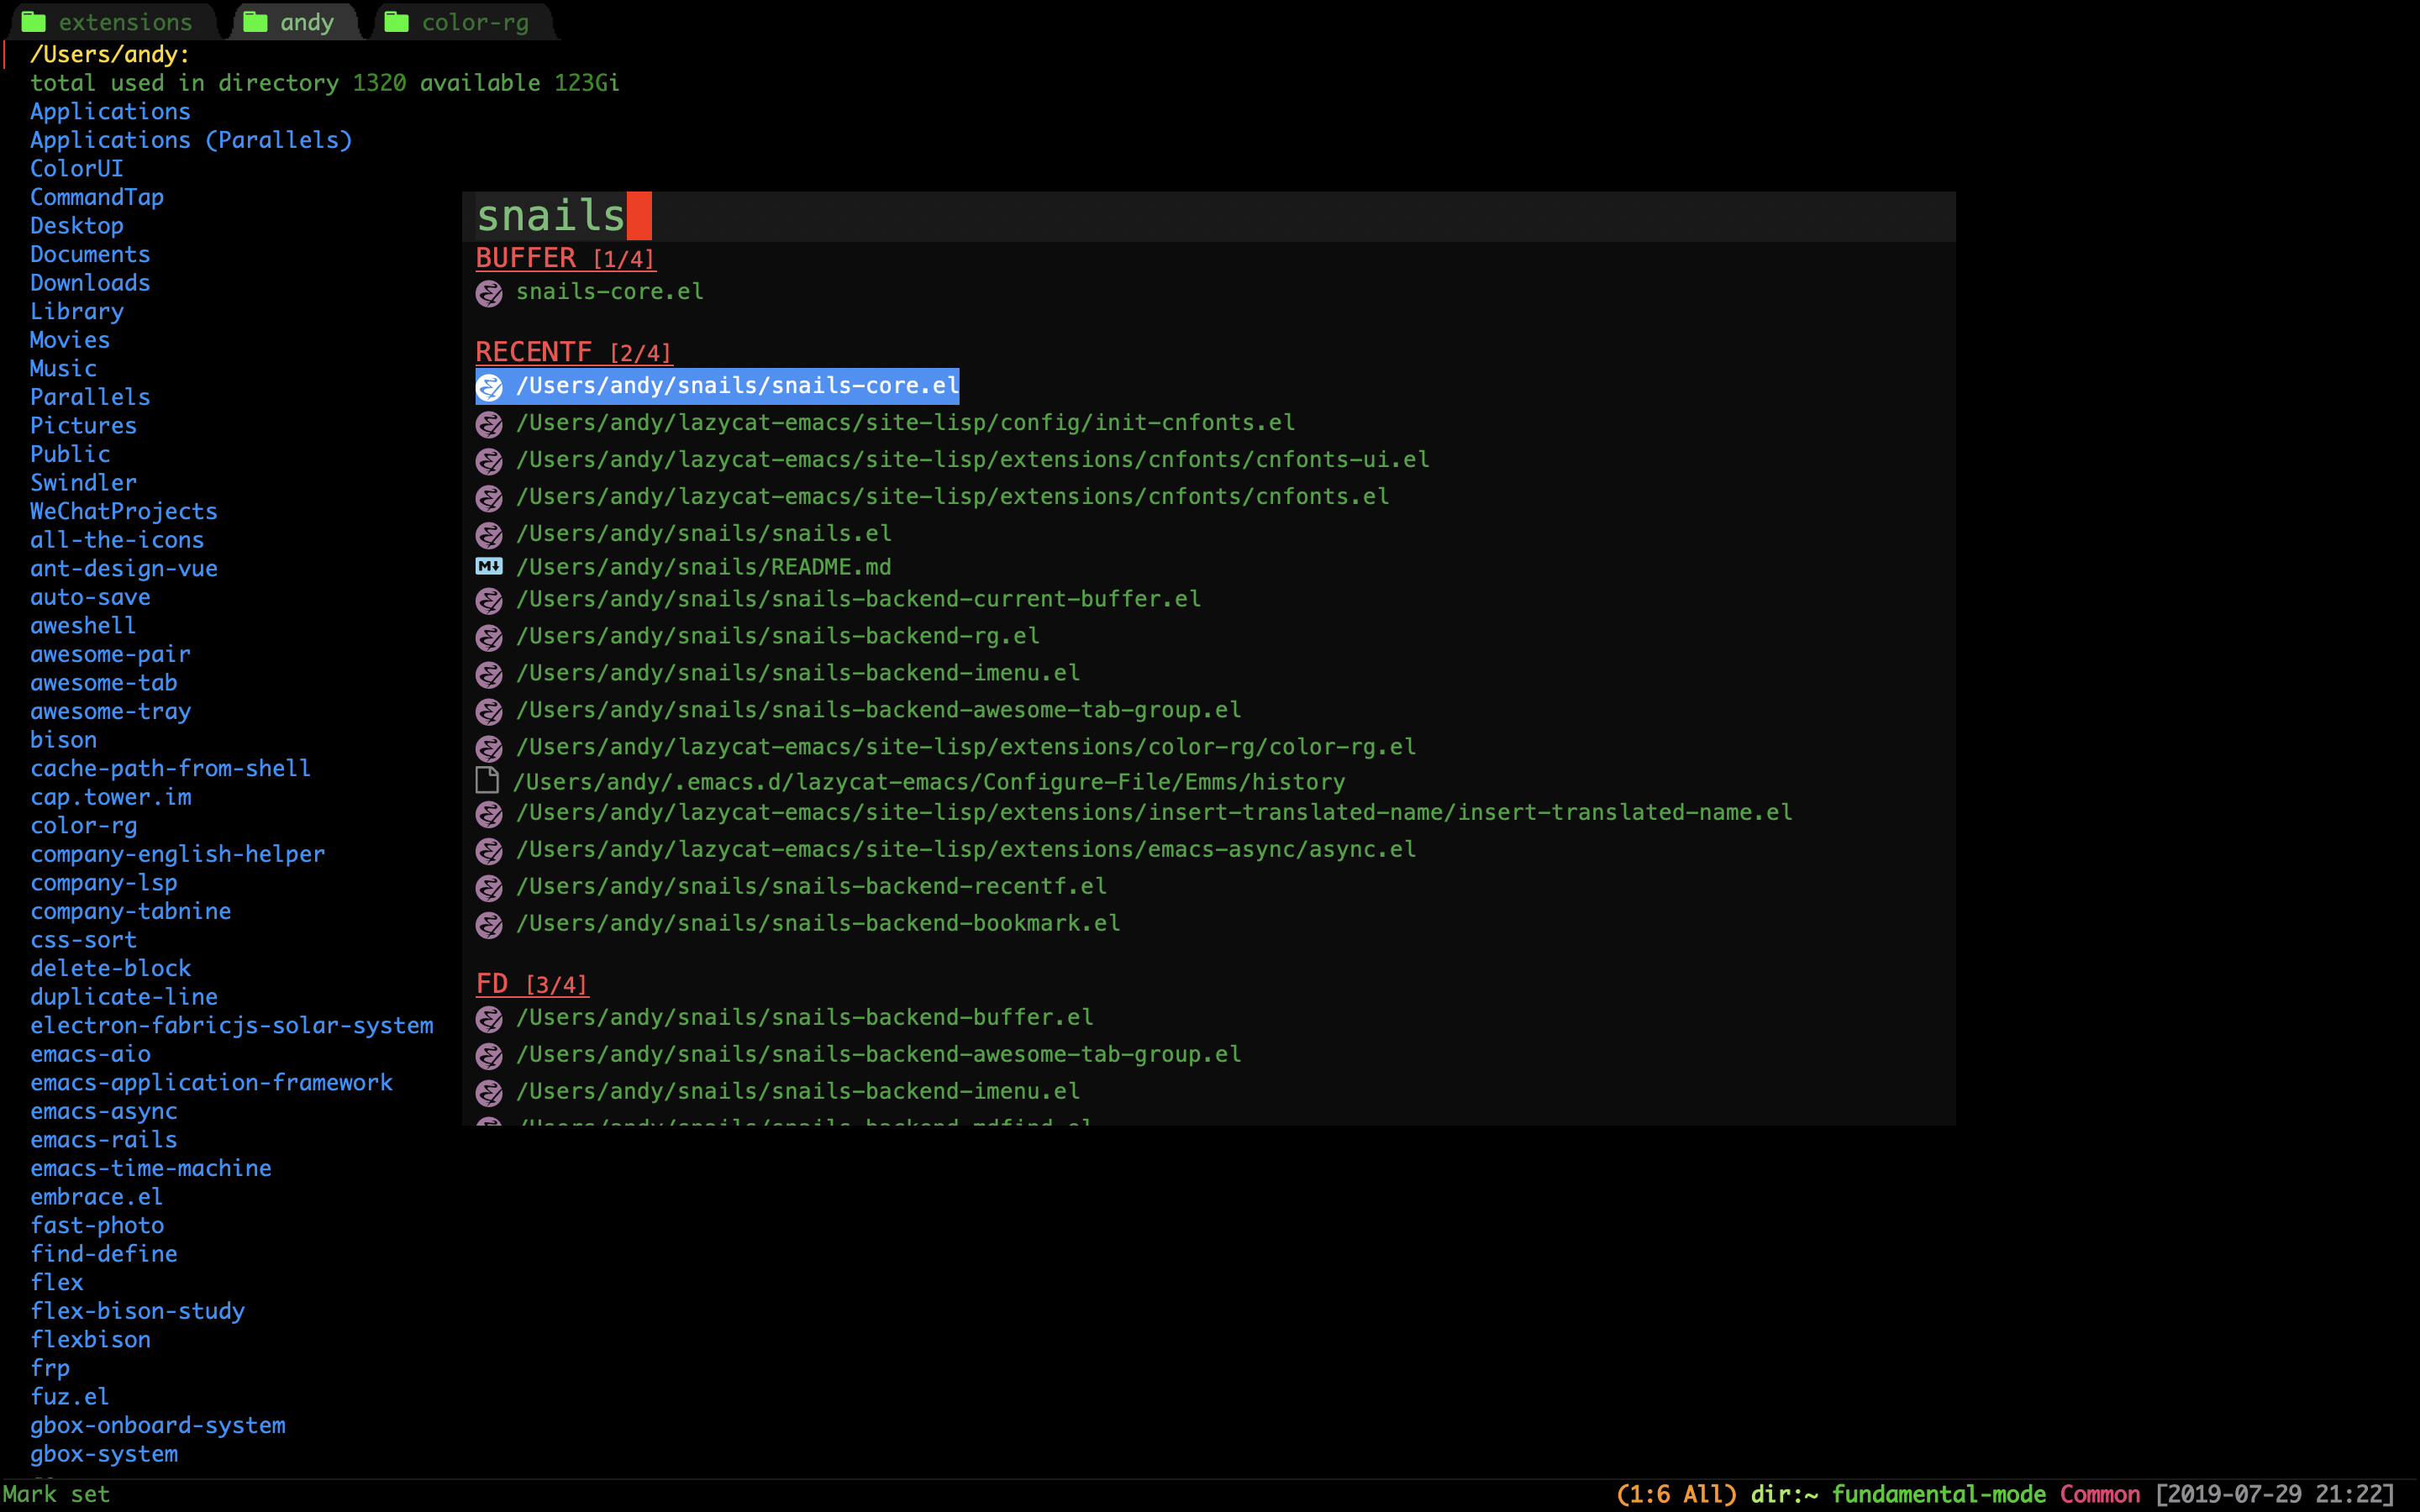 extensions
andy
color-rg
/Users/andy:
total used in directory 1320 available 123Gi
Applications
Applications (Parallels)
ColorUI
CommandTap
Desktop
Documents
Downloads
Library
Movies
Music
Parallels
Pictures
Public
Swindler
WeChatProjects
all-the-icons
ant-design-vue
auto-save
aweshell
awesome-pair
awesome-tab
awesome-tray
bison
cache-path-from-shell
cap.tower.im
color-rg
company-english-helper
company-lsp
company-tabnine
css-sort
delete-block
duplicate-line
electron-fabricjs-solar-system
emacs-aio
emacs-application-framework
emacs-async
emacs-rails
emacs-time-machine
embrace.el
fast-photo
find-define
flex
flex-bison-study
flexbison
frp
fuz.el
gbox-onboard-system
gbox-system
snails
BUFFER [1/4]
snails-core.el
RECENTF [2/4]
/Users/andy/snails/snails-core.el
/Users/andy/lazycat-emacs/site-lisp/config/init-cnfonts.el
/Users/andy/lazycat-emacs/site-lisp/extensions/cnfonts/cnfonts-ui.el
/Users/andy/lazycat-emacs/site-lisp/extensions/cnfonts/cnfonts.el
/Users/andy/snails/snails.el
/Users/andy/snails/README.md
/Users/andy/snails/snails-backend-current-buffer.el
/Users/andy/snails/snails-backend-rg.el
/Users/andy/snails/snails-backend-imenu.el
/Users/andy/snails/snails-backend-awesome-tab-group.el
/Users/andy/lazycat-emacs/site-lisp/extensions/color-rg/color-rg.el
/Users/andy/.emacs.d/lazycat-emacs/Configure-File/Emms/history
/Users/andy/lazycat-emacs/site-lisp/extensions/insert-translated-name/insert-translated-name.el
/Users/andy/lazycat-emacs/site-lisp/extensions/emacs-async/async.el
/Users/andy/snails/snails-backend-recentf.el
/Users/andy/snails/snails-backend-bookmark.el
FD [3/4]
/Users/andy/snails/snails-backend-buffer.el
/Users/andy/snails/snails-backend-awesome-tab-group.el
/Users/andy/snails/snails-backend-imenu.el
/Users/andy/snails/snails-backend-mdfind.el
Mark set
(1:6 All) dir:~ fundamental-mode Common [2019-07-29 21:22]